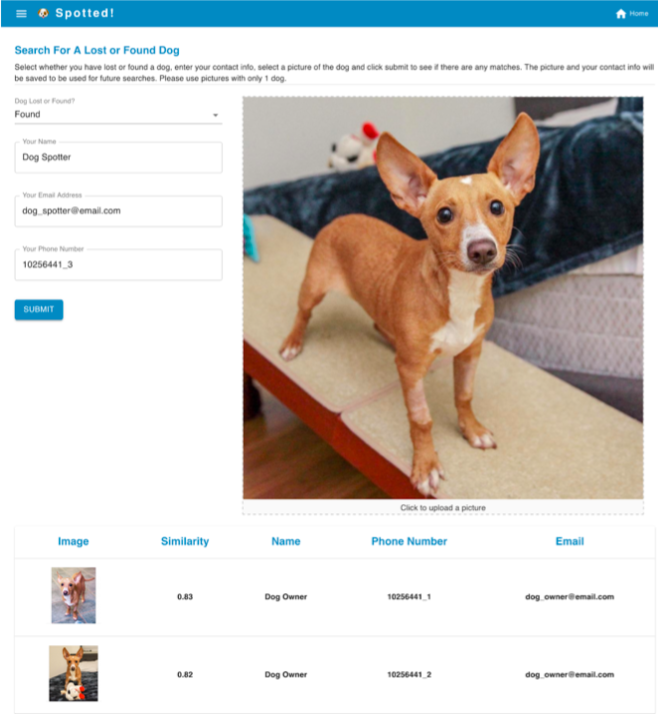 Spotted!
Home
Search For A Lost or Found Dog
Select whether you have lost or found a dog, enter your contact info, select a picture of the dog and click submit to see if there are any matches. The picture and your contact info will
be saved to be used for future searches. Please use pictures with only 1 dog.
Dog Lost or Found?
Found
Your Name
Dog Spotter
Your Email Address
dog_spotter@email.com
Your Phone Number
10256441_3
SUBMIT
Click to upload a picture
Image Similarity Name Phone Number Email
0.83 Dog Owner 10256441_1 dog_owner@email.com
0.82 Dog Owner 10256441_2 dog_owner@email.com